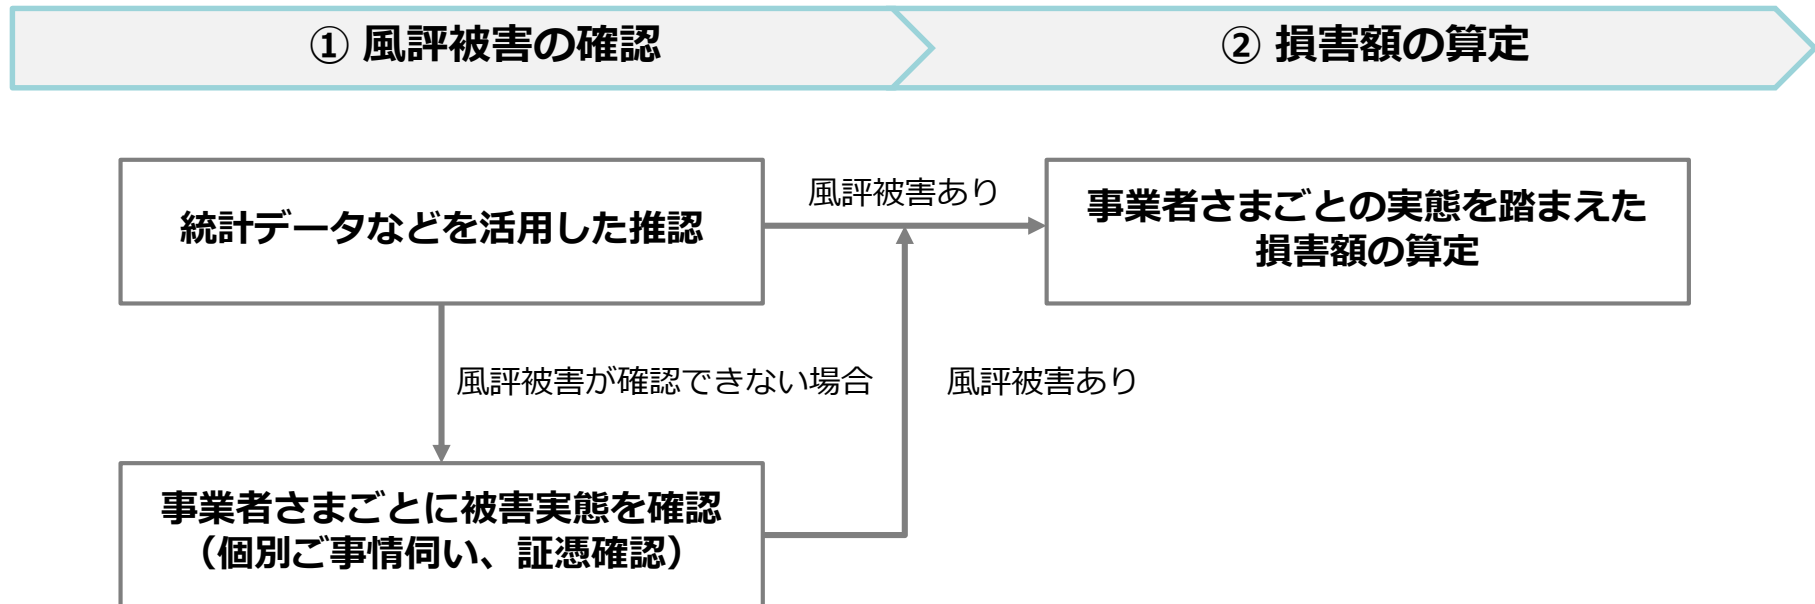 ① 風評被害の確認
② 損害額の算定
統計データなどを活用した推認
風評被害あり
事業者さまごとの実態を踏まえた
損害額の算定
風評被害が確認できない場合
風評被害あり
事業者さまごとに被害実態を確認
（個別ご事情伺い、証憑確認）